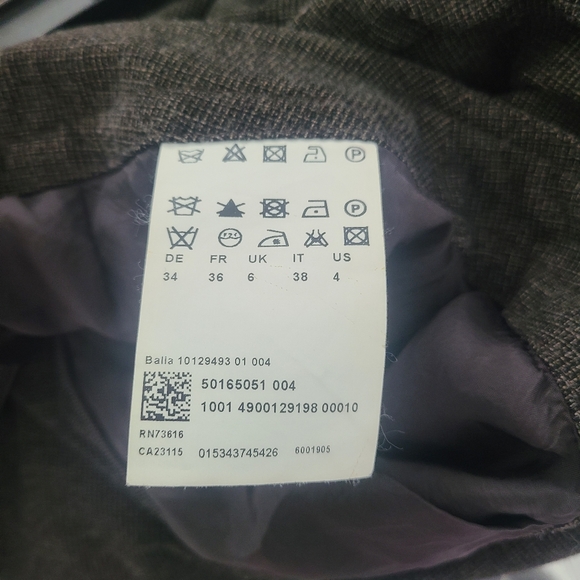 P
P
DE FR UK IT US
34 36 6 38 4
Balia 10129493 01 004
50165051 004
1001 4900129198 00010
RN73616
CA23115 015343745426 6001905